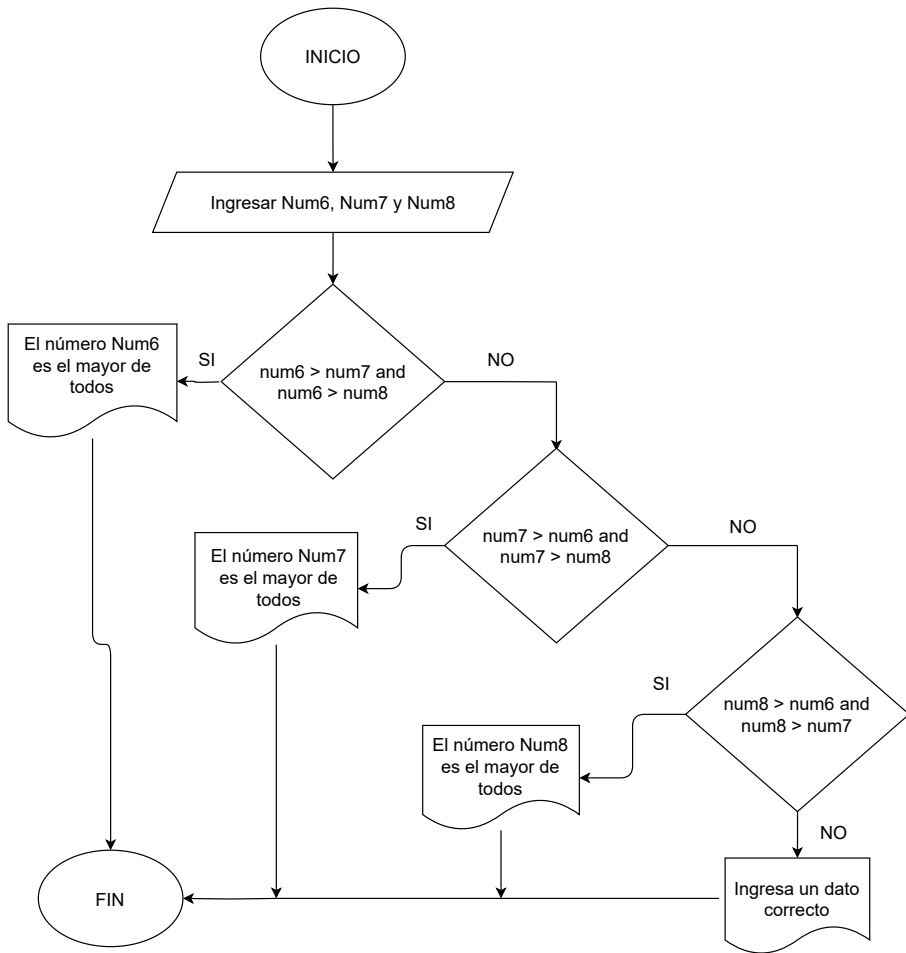 INICIO
Ingresar Num6, Num7 y Num8
El número Num6
es el mayor de
todos
SI
num6 > num7 and
num6 > num8
NO
El número Num7
es el mayor de
todos
SI
num7 > num6 and
num7 > num8
NO
El número Num8
es el mayor de
todos
SI
num8 > num6 and
num8 > num7
NO
Ingresa un dato
correcto
FIN